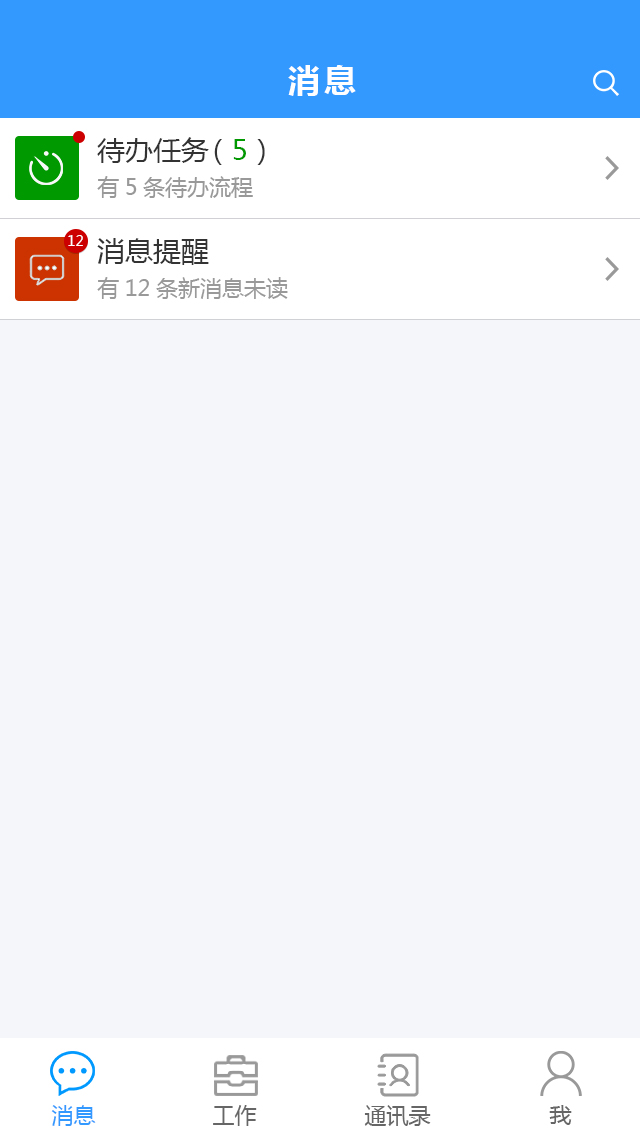 消息
待办任务( 5 )
有 5 条待办流程
12
消息提醒
有 12 条新消息未读
消息
工作
通讯录
我